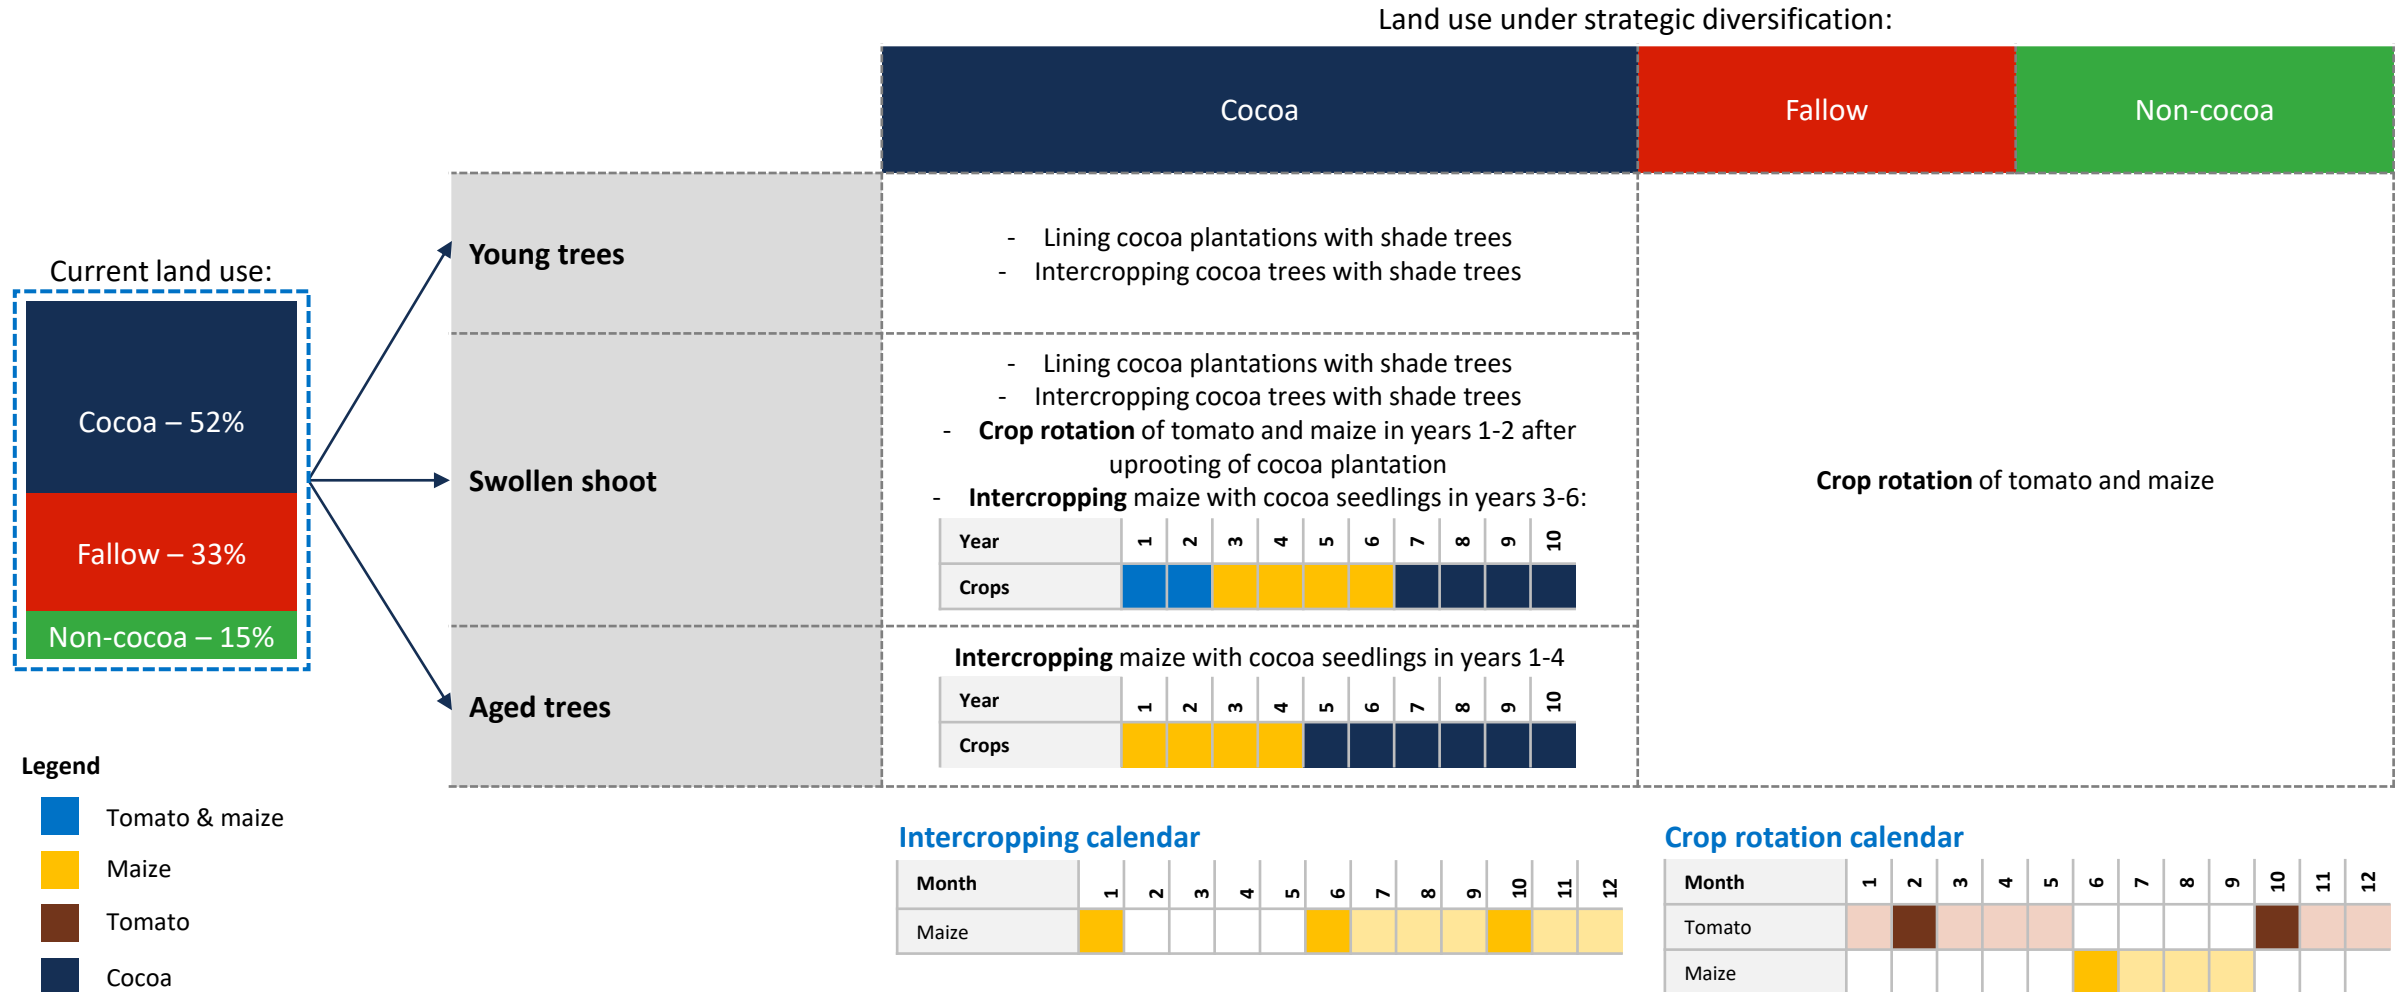 Land use under strategic diversification:
Cocoa
Fallow
Non-cocoa
Current land use:
Cocoa – 52%
Fallow – 33%
Non-cocoa – 15%
Young trees
- Lining cocoa plantations with shade trees
- Intercropping cocoa trees with shade trees
Swollen shoot
- Lining cocoa plantations with shade trees
- Intercropping cocoa trees with shade trees
- Crop rotation of tomato and maize in years 1-2 after
uprooting of cocoa plantation
- Intercropping maize with cocoa seedlings in years 3-6:
Year 1 2 3 4 5 6 7 8 9 10
Crops
Crop rotation of tomato and maize
Aged trees
Intercropping maize with cocoa seedlings in years 1-4
Year 1 2 3 4 5 6 7 8 9 10
Crops
Legend
Tomato & maize
Maize
Tomato
Cocoa
Intercropping calendar
Month 1 2 3 4 5 6 7 8 9 10 11 12
Maize
Crop rotation calendar
Month 1 2 3 4 5 6 7 8 9 10 11 12
Tomato
Maize